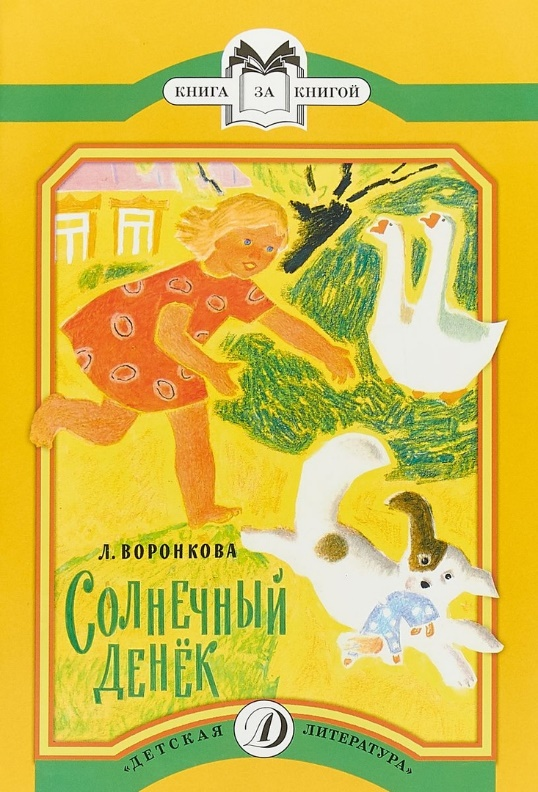 КНИГА ЗА КНИГОЙ
Л. ВОРОНКОВА
СОЛНЕЧНЫЙ
ДЕНЁК
«ДЕТСКАЯ Д ЛИТЕРАТУРА»